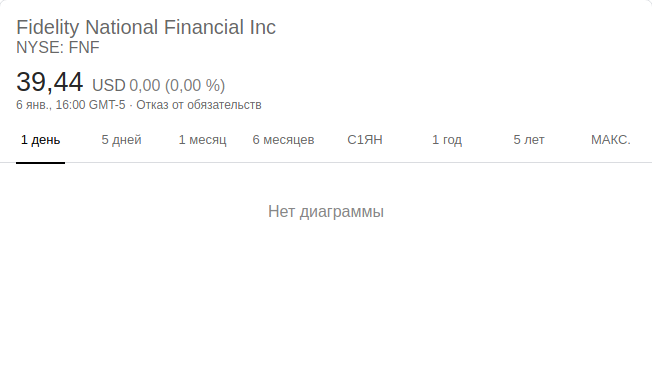 Fidelity National Financial Inc
NYSE: FNF
39,44 USD 0,00 (0,00 %)
6 янв., 16:00 GMT-5 · Отказ от обязательств
1 день 5 дней 1 месяц 6 месяцев С1ЯН 1 год 5 лет МАКС.
Нет диаграммы